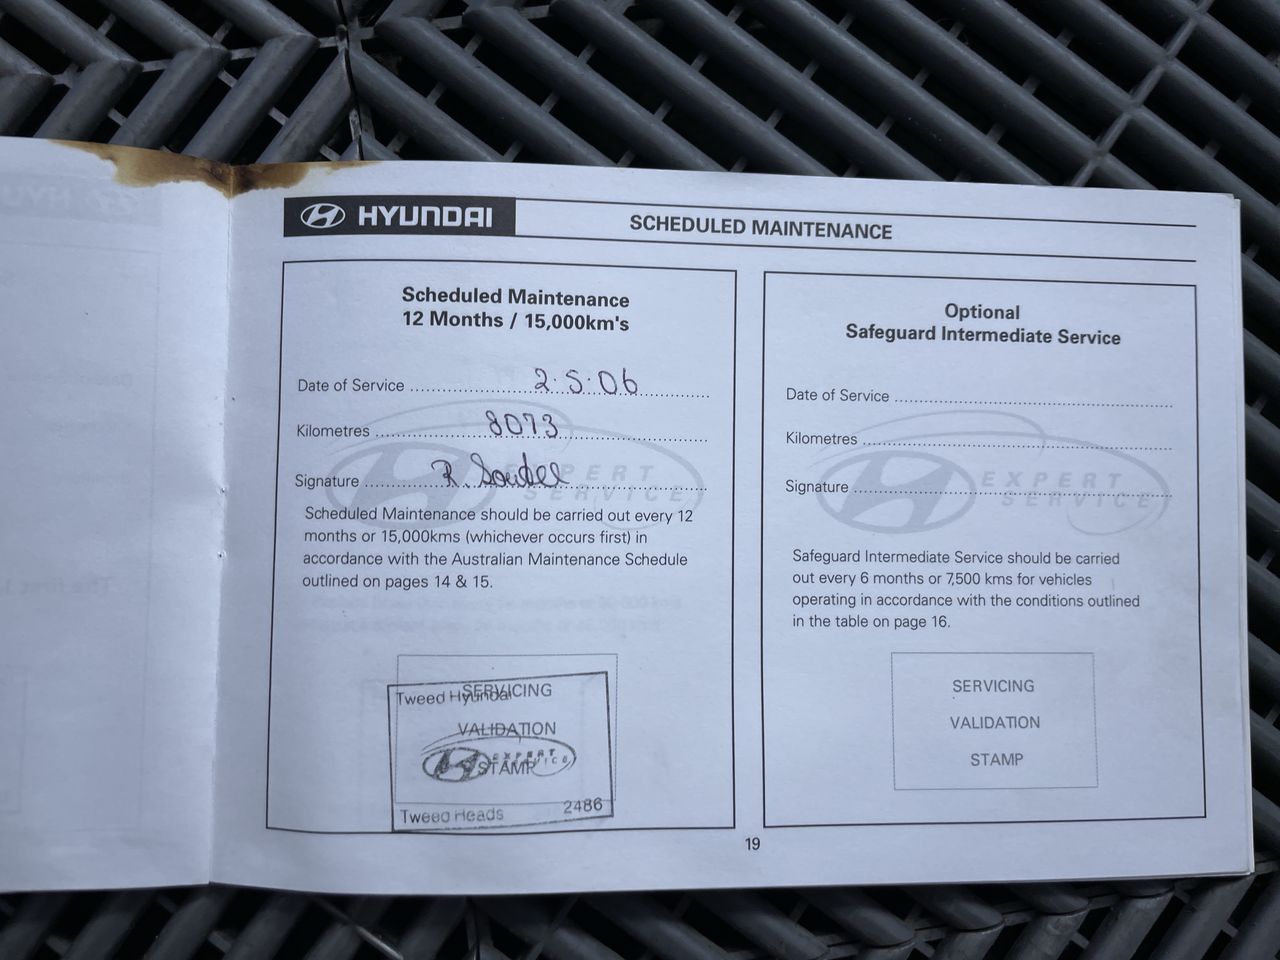 HYUNDAI
SCHEDULED MAINTENANCE
Scheduled Maintenance
12 Months / 15,000km's
Date of Service 2.5.06
Kilometres 8073
Signature R.
EXPERT
SERVICE
Scheduled Maintenance should be carried out every 12
months or 15,000kms (whichever occurs first) in
accordance with the Australian Maintenance Schedule
outlined on pages 14 & 15.
SERVICING
VALIDATION
STAMP
Tweed Hyundai
EXPERT
SERVICE
Tweed Heads 2486
Optional
Safeguard Intermediate Service
Date of Service
Kilometres
Signature
EXPERT
SERVICE
Safeguard Intermediate Service should be carried
out every 6 months or 7,500 kms for vehicles
operating in accordance with the conditions outlined
in the table on page 16.
SERVICING
VALIDATION
STAMP
19